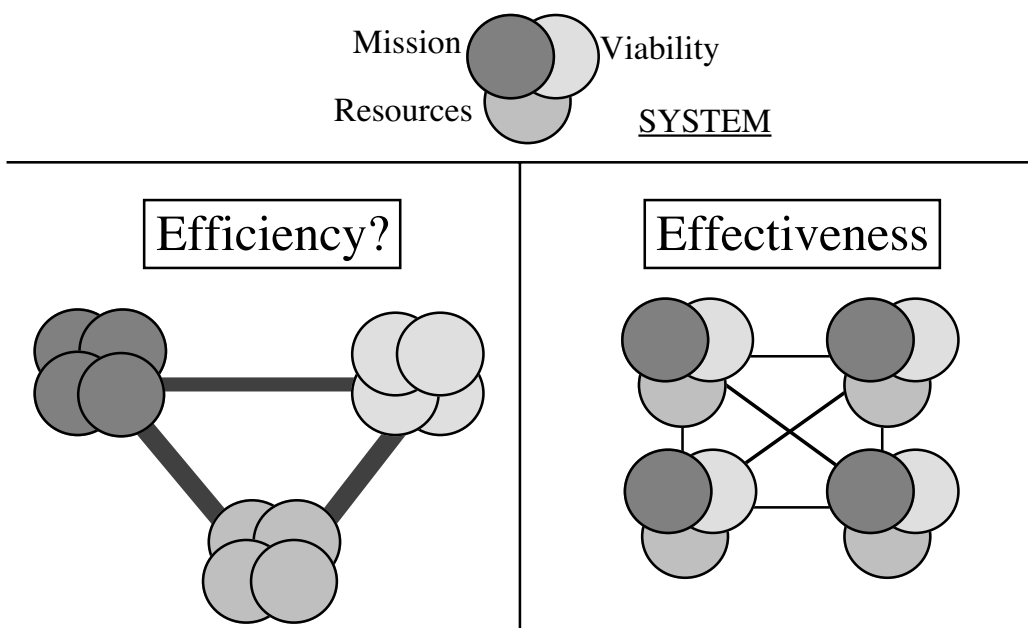 Mission
Viability
Resources
SYSTEM
Efficiency?
Effectiveness